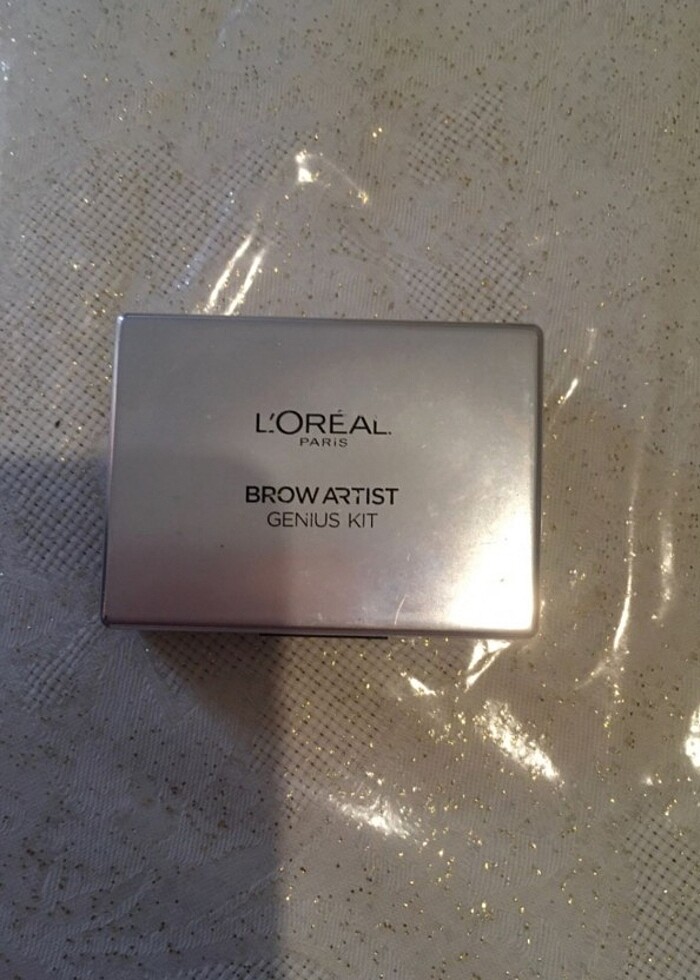 L'ORÉAL
PARIS
BROW ARTIST
GENIUS KIT